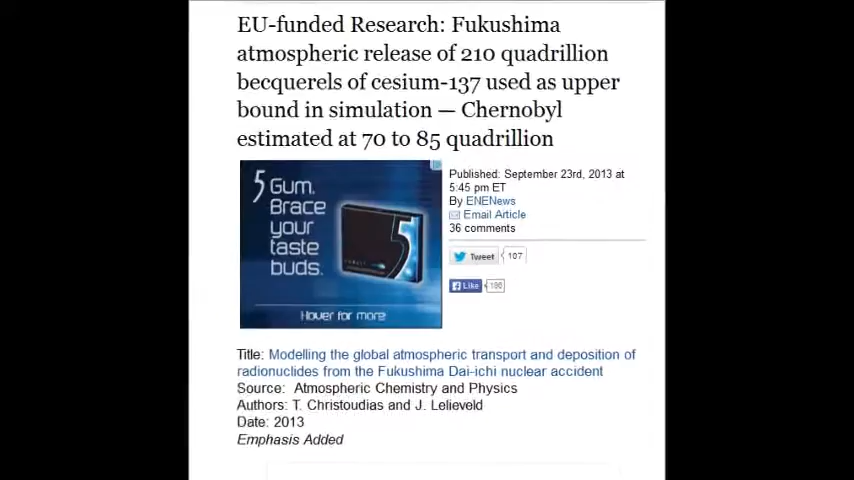 EU-funded Research: Fukushima
atmospheric release of 210 quadrillion
becquerels of cesium-137 used as upper
bound in simulation — Chernobyl
estimated at 70 to 85 quadrillion
5 Gum.
Brace
your
taste
buds.
5
Hover for more
Published: September 23rd, 2013 at
5:45 pm ET
By ENENews
Email Article
36 comments
Tweet 107
Like
Title: Modelling the global atmospheric transport and deposition of
radionuclides from the Fukushima Dai-ichi nuclear accident
Source: Atmospheric Chemistry and Physics
Authors: T. Christoudias and J. Lelieveld
Date: 2013
Emphasis Added